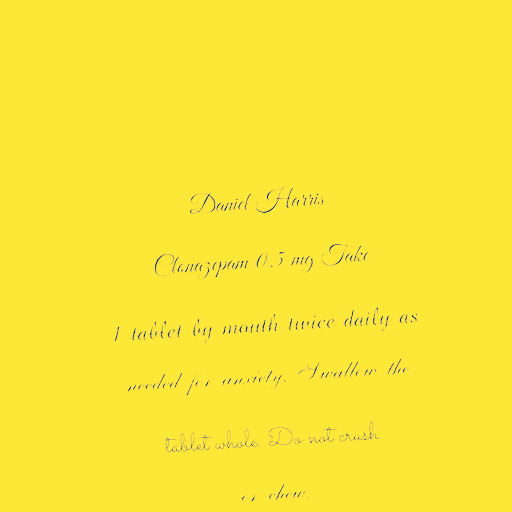 Daniel Harris
Clonazepam 0.5 mg Take
1 tablet by mouth twice daily as
needed for anxiety. Swallow the
tablet whole. Do not crush
or chew.